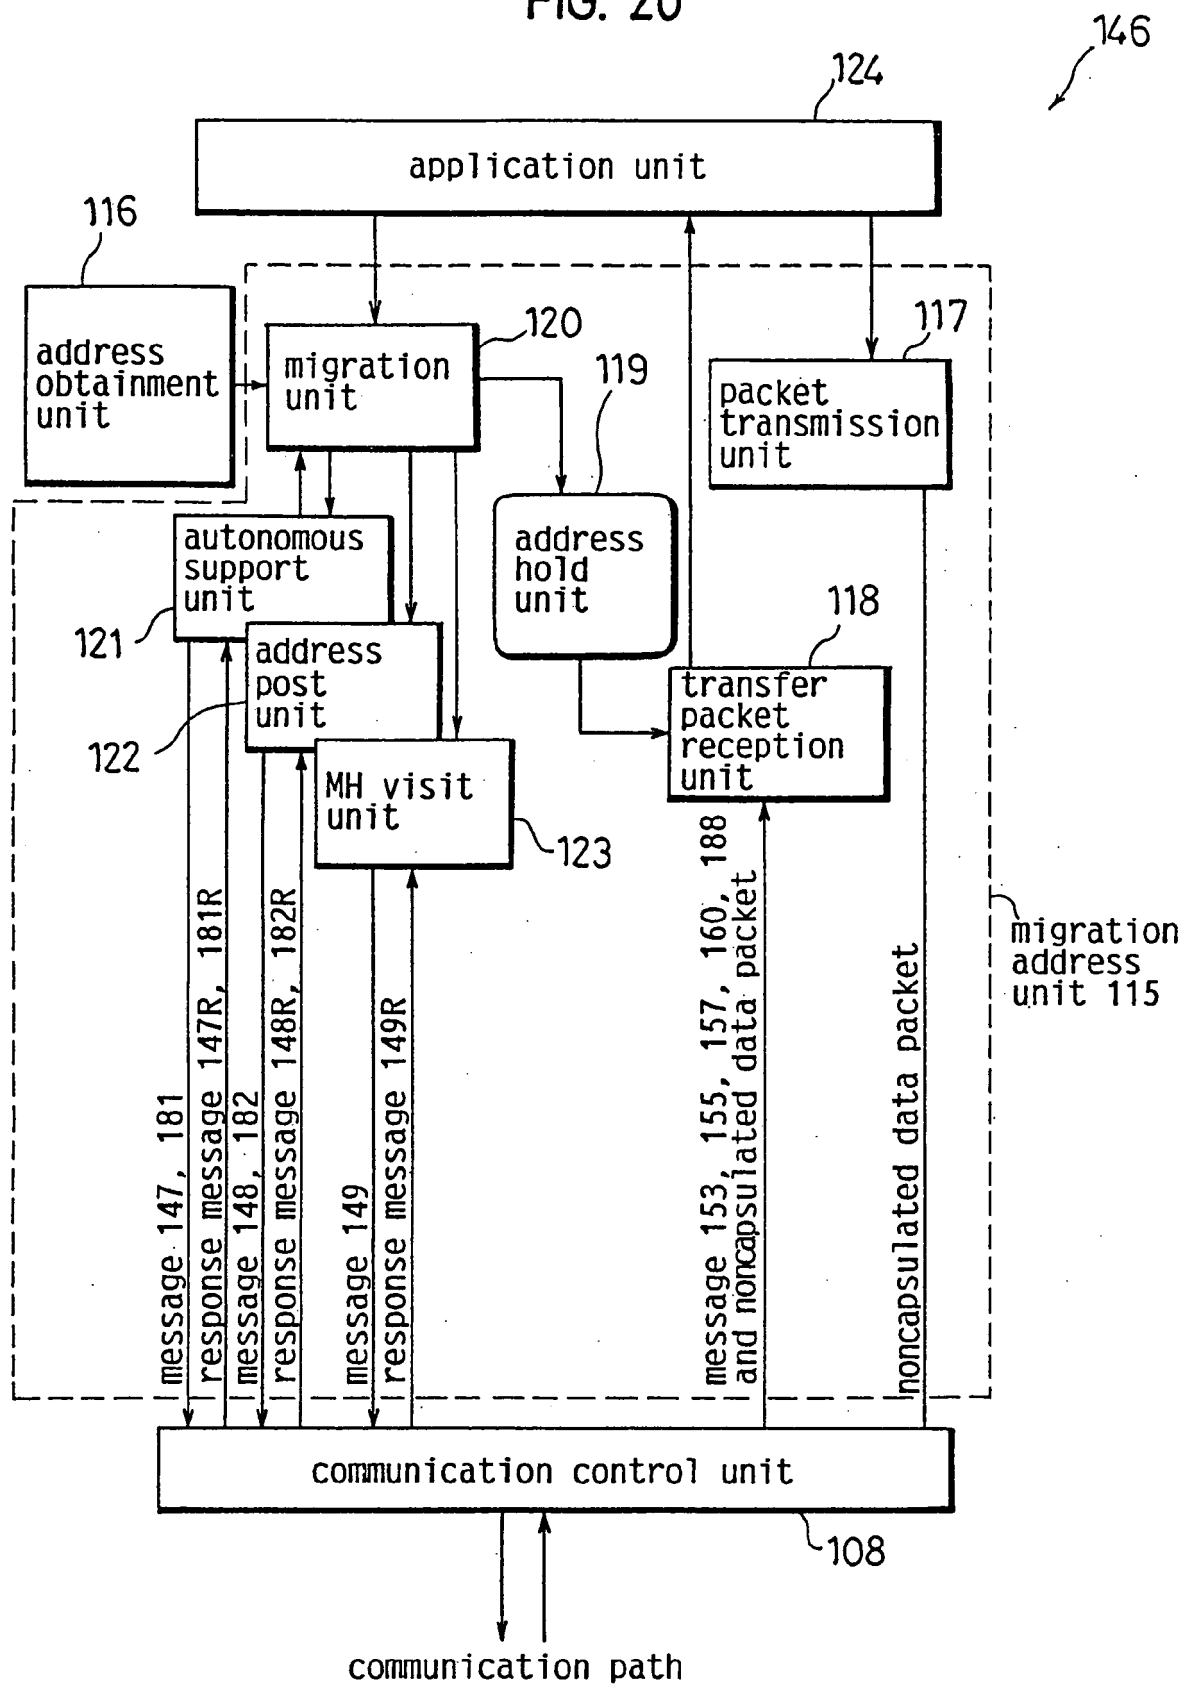 FIG. 20
146
124
application unit
116
address
obtainment
unit
migration
unit
120
119
117
packet
transmission
unit
autonomous
support
unit
121
address
hold
unit
118
address
post
unit
122
transfer
packet
reception
unit
MH visit
unit
123
migration
address
unit 115
message 147, 181
response message 147R, 181R
message 148, 182
response message 148R, 182R
message 149
response message 149R
message 153, 155, 157, 160, 188
and noncapsulated data packet
noncapsulated data packet
communication control unit
108
communication path